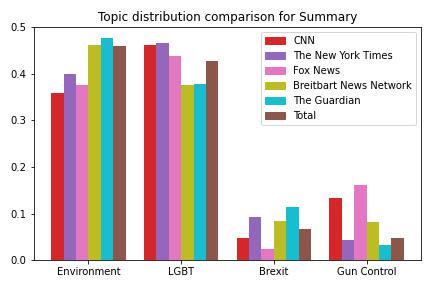 Topic distribution comparison for Summary
0.5
0.4
0.3
0.2
0.1
0.0
CNN
The New York Times
Fox News
Breitbart News Network
The Guardian
Total
Environment
LGBT
Brexit
Gun Control